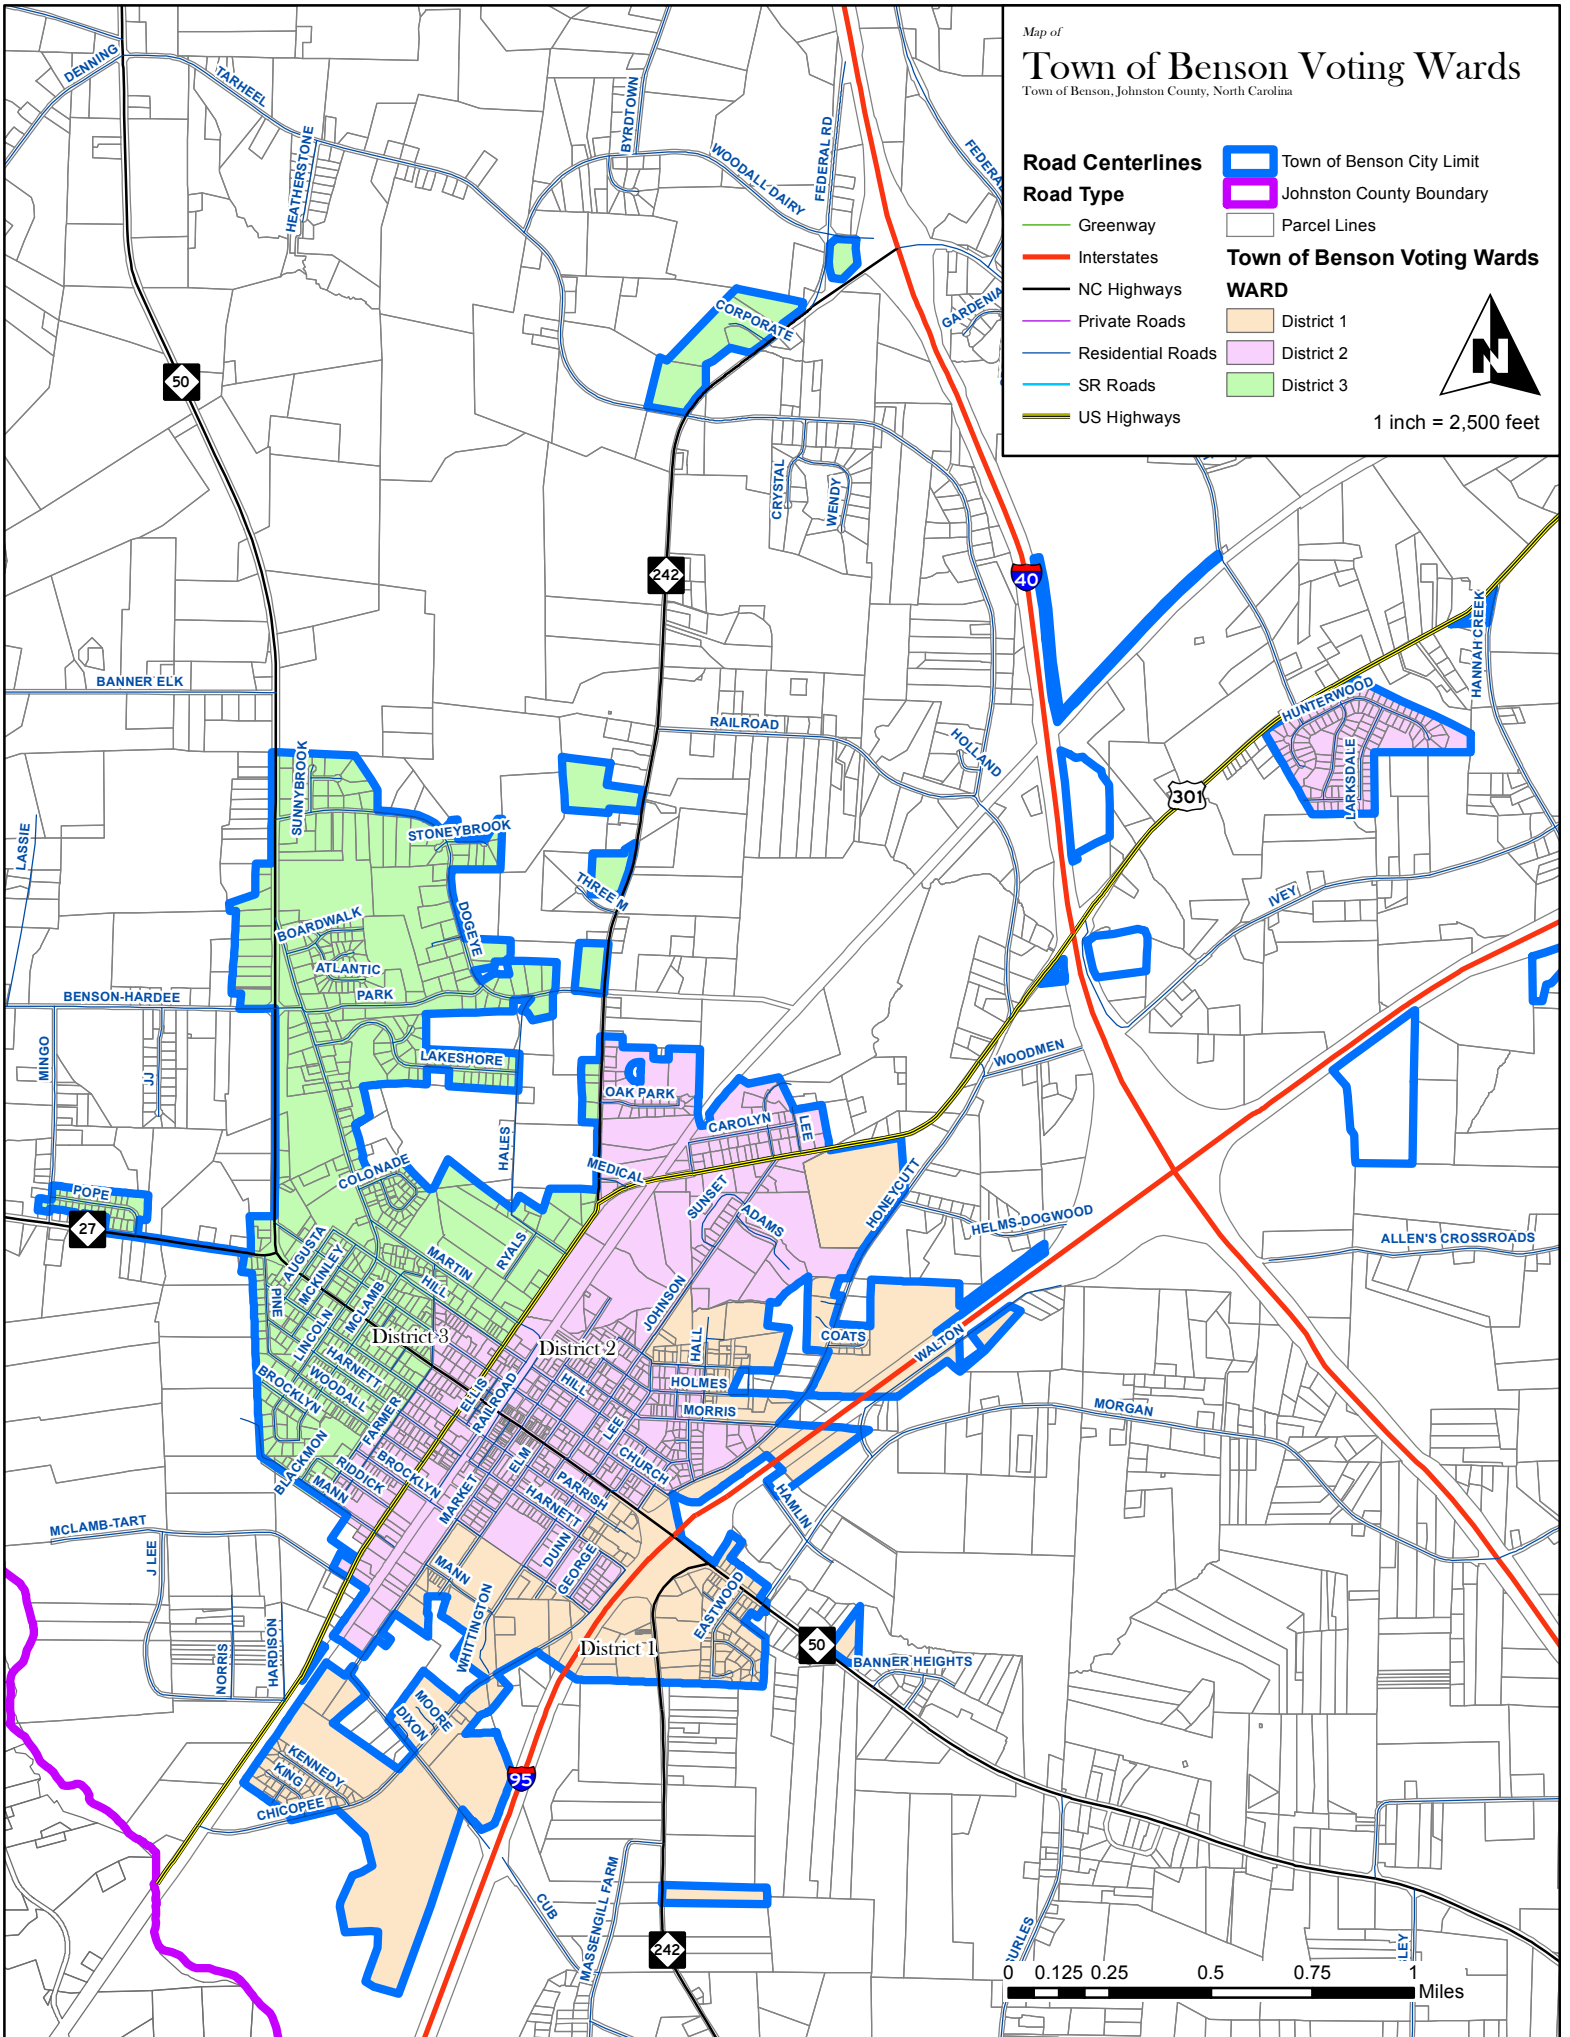 Map of
Town of Benson Voting Wards
Town of Benson, Johnston County, North Carolina
Road Centerlines
Road Type
Greenway
Interstates
NC Highways
Private Roads
Residential Roads
SR Roads
US Highways
Town of Benson City Limit
Johnston County Boundary
Parcel Lines
Town of Benson Voting Wards
WARD
District 1
District 2
District 3
N
1 inch = 2,500 feet
DENNING
TARHEEL
HEATHERSTONE
BYRDTOWN
WOODALL DAIRY
FEDERAL RD
GARDENIA
CORPORATE
50
CRYSTAL
WENDY
242
40
HANNAH CREEK
BANNER ELK
HUNTERWOOD
LARKSDALE
RAILROAD
HOLLAND
301
SUNNYBROOK
STONEYBROOK
LASSIE
THREE M
IVEY
DOGEYE
BOARDWALK
ATLANTIC
PARK
BENSON-HARDEE
MINGO
JJ
LAKESHORE
WOODMEN
OAK PARK
CAROLYN
LEE
HALES
MEDICAL
COLONADE
POPE
27
SUNSET
ADAMS
HONEYCUTT
HELMS-DOGWOOD
ALLEN'S CROSSROADS
AUGUSTA
MCKINLEY
MARTIN
RYALS
HILL
PINE
MCLAMB
LINCOLN
JOHNSON
HALL
COATS
WALTON
District 3
District 2
HARNETT
WOODALL
BROCKLYN
ELLIS
RAILROAD
HILL
HOLMES
MORRIS
LEE
MORGAN
FARMER
BLACKMON
RIDDICK
BROCKLYN
MANN
MARKET
ELM
CHURCH
PARRISH
HARNETT
HAMLIN
DUNN
GEORGE
MCLAMB-TART
J LEE
MANN
WHITTINGTON
EASTWOOD
District 1
50
BANNER HEIGHTS
NORRIS
HARDISON
MOORE
DIXON
KENNEDY
KING
CHICOPEE
95
CUB
MASSENGILL FARM
242
0 0.125 0.25 0.5 0.75 1
Miles